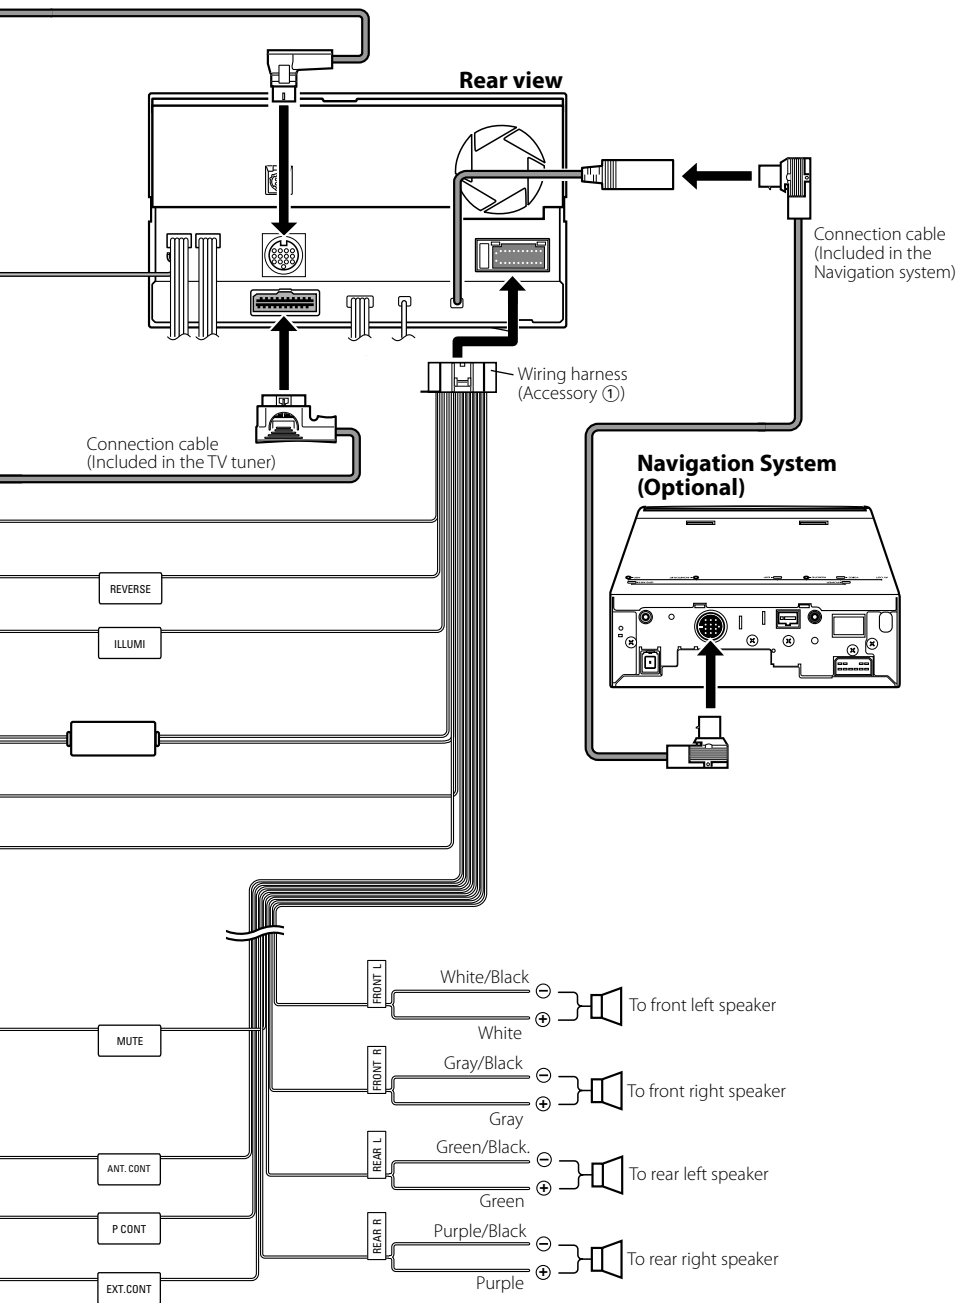 Rear view
Connection cable
(Included in the
Navigation system)
Wiring harness
(Accessory ①)
Connection cable
(Included in the TV tuner)
Navigation System
(Optional)
REVERSE
ILLUMI
FRONT L
White/Black
⊖
⊕
White
To front left speaker
MUTE
FRONT R
Gray/Black
⊖
⊕
Gray
To front right speaker
REAR L
Green/Black.
⊖
⊕
Green
To rear left speaker
ANT. CONT
P CONT
REAR R
Purple/Black
⊖
⊕
Purple
To rear right speaker
EXT.CONT